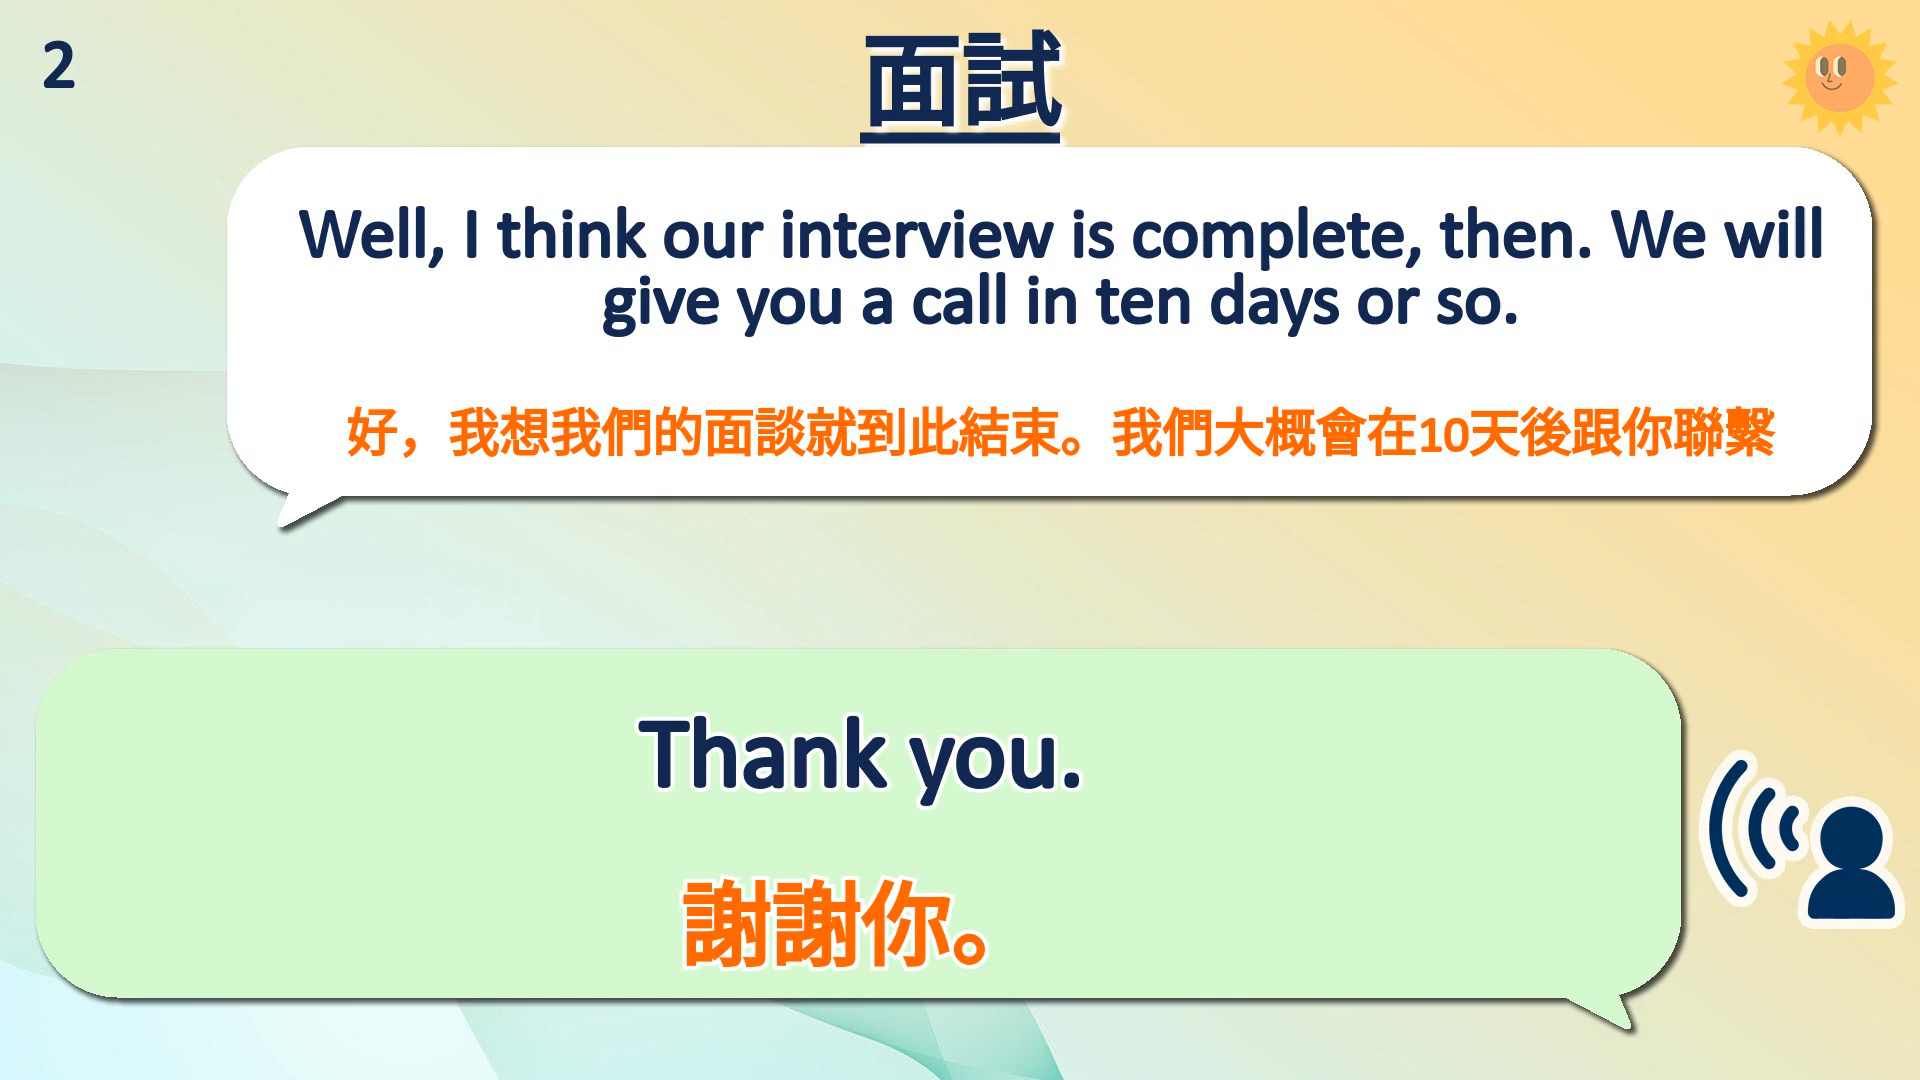 2
面試
Well, I think our interview is complete, then. We will
give you a call in ten days or so.
好，我想我們的面談就到此結束。我們大概會在10天後跟你聯繫
Thank you.
謝謝你。